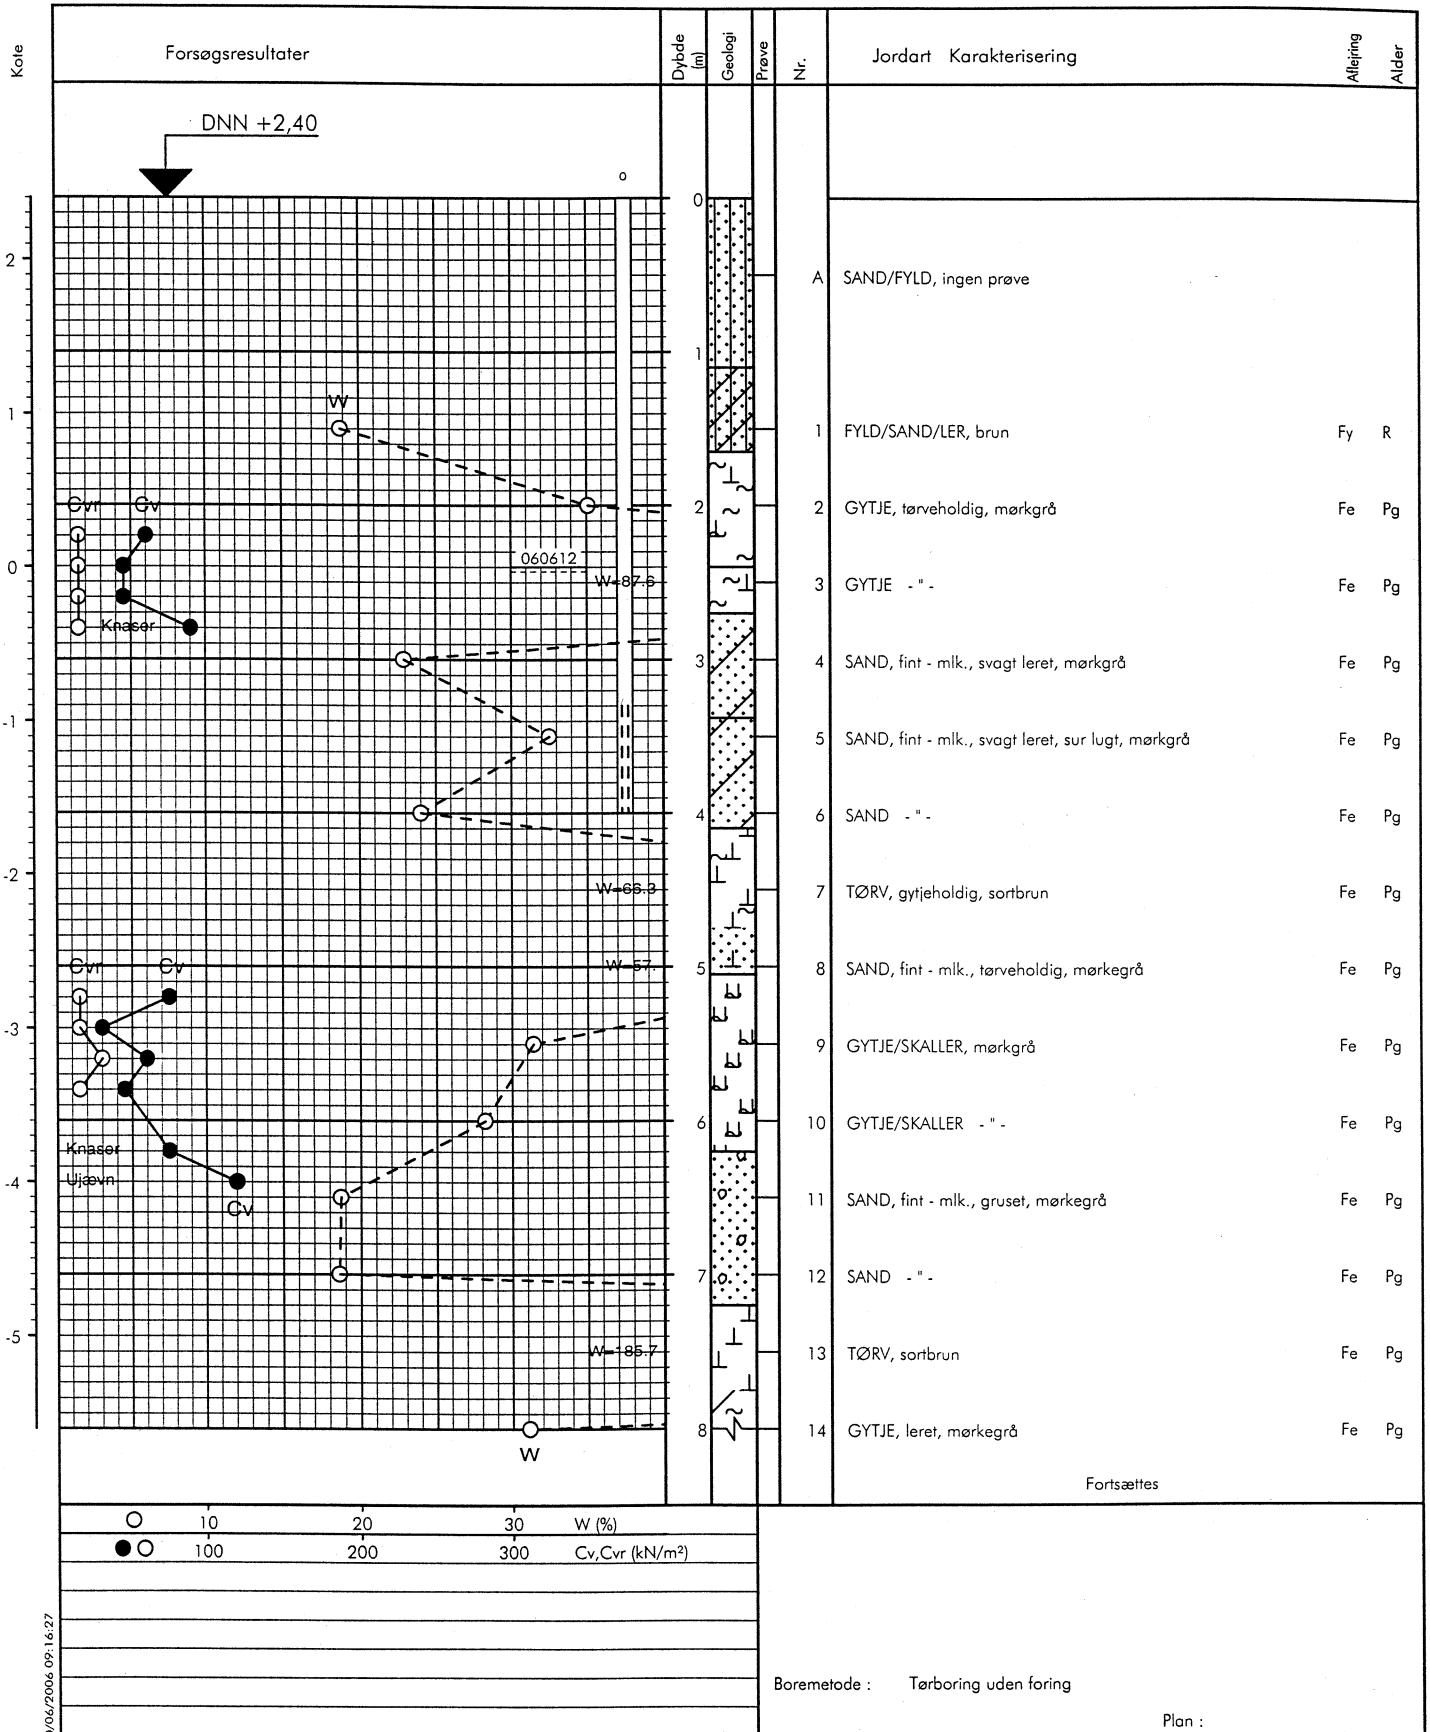 Kote
Forsøgsresultater
Dybde (m)
Geologi
Prøve
Nr.
Jordart Karakterisering
Aflejring
Alder
DNN +2,40
0
2
A SAND/FYLD, ingen prøve
1
W
1
1 FYLD/SAND/LER, brun Fy R
Cvr Cv
2
2 GYTJE, tørveholdig, mørkgrå Fe Pg
060612
0
W=87.6
3 GYTJE - " - Fe Pg
Knaser
3
4 SAND, fint - mlk., svagt leret, mørkgrå Fe Pg
-1
5 SAND, fint - mlk., svagt leret, sur lugt, mørkgrå Fe Pg
4
6 SAND - " - Fe Pg
-2
W=66.3
7 TØRV, gytjeholdig, sortbrun Fe Pg
Cvr Cv
W=57.
5
8 SAND, fint - mlk., tørveholdig, mørkegrå Fe Pg
-3
9 GYTJE/SKALLER, mørkgrå Fe Pg
6
10 GYTJE/SKALLER - " - Fe Pg
Knaser
Ujævn
-4
Cv
11 SAND, fint - mlk., gruset, mørkegrå Fe Pg
7
12 SAND - " - Fe Pg
-5
W=185.7
13 TØRV, sortbrun Fe Pg
8
14 GYTJE, leret, mørkegrå Fe Pg
W
Fortsættes
10 20 30 W (%)
100 200 300 Cv,Cvr (kN/m²)
/06/2006 09:16:27
Boremetode : Tørboring uden foring
Plan :